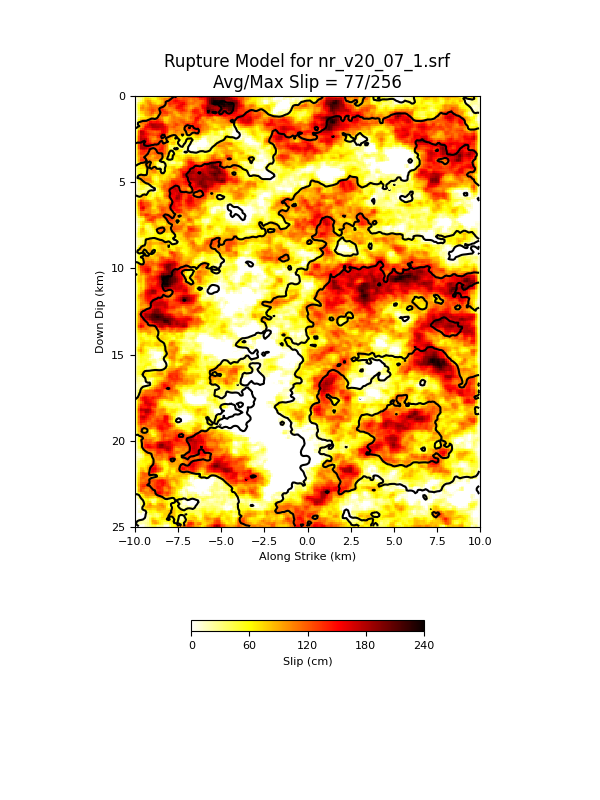 Rupture Model for nr_v20_07_1.srf
Avg/Max Slip = 77/256
0
5
10
15
20
25
Down Dip (km)
−10.0 −7.5 −5.0 −2.5 0.0 2.5 5.0 7.5 10.0
Along Strike (km)
0 60 120 180 240
Slip (cm)